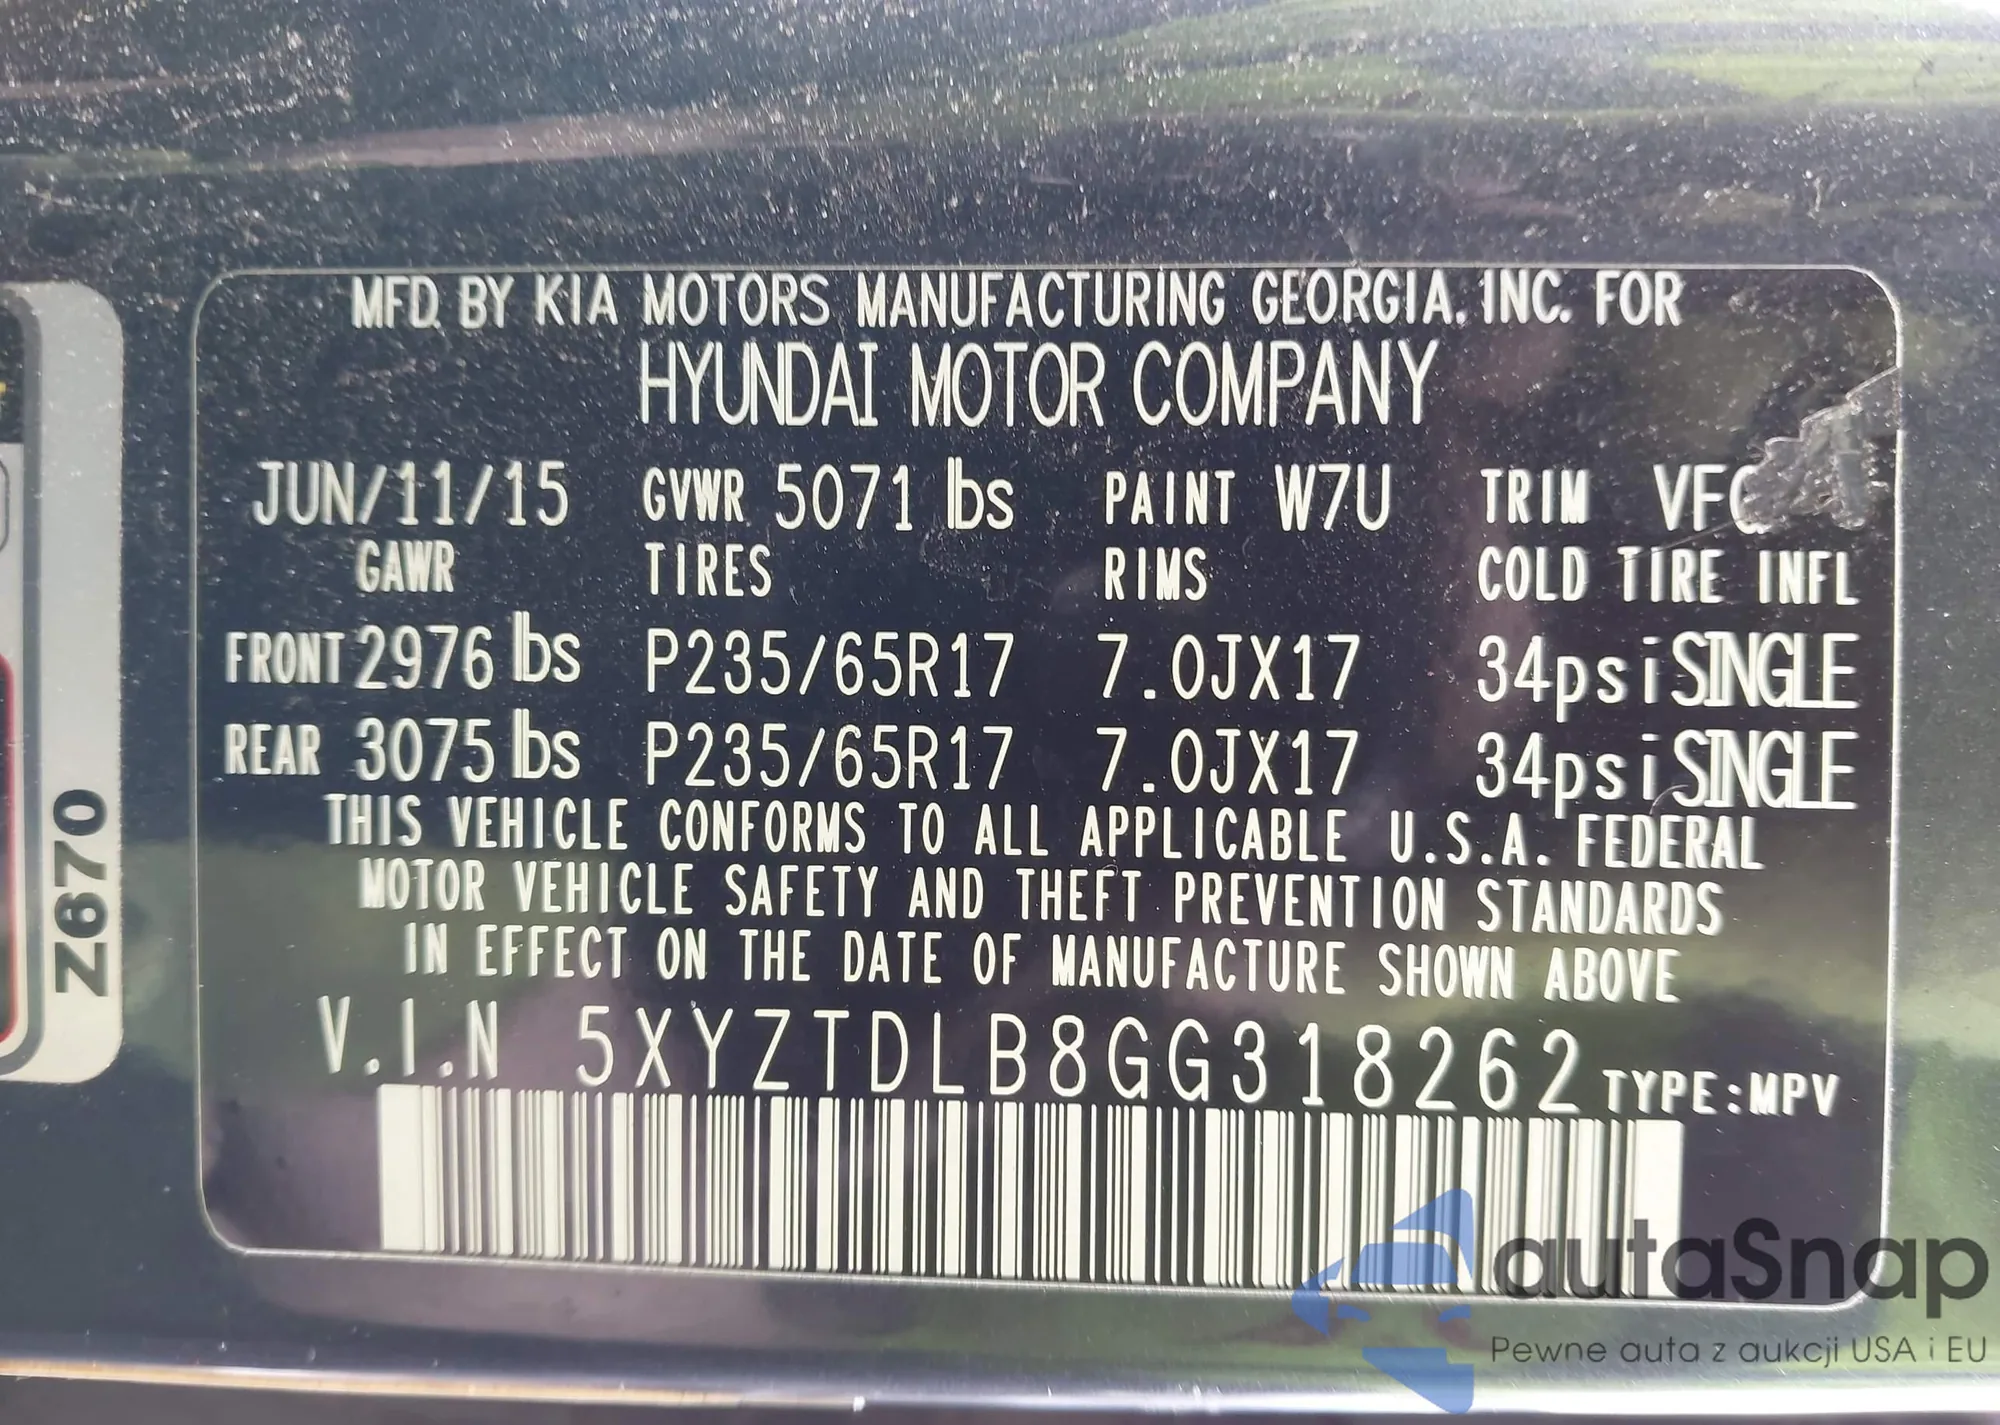 MFD. BY KIA MOTORS MANUFACTURING GEORGIA, INC. FOR
HYUNDAI MOTOR COMPANY
JUN/11/15 GVWR 5071 lbs PAINT W7U TRIM
GAWR TIRES RIMS COLD TIRE INFL
FRONT 2976 lbs P235/65R17 7.0JX17 34psi SINGLE
REAR 3075 lbs P235/65R17 7.0JX17 34psi SINGLE
THIS VEHICLE CONFORMS TO ALL APPLICABLE U.S.A. FEDERAL
MOTOR VEHICLE SAFETY AND THEFT PREVENTION STANDARDS
IN EFFECT ON THE DATE OF MANUFACTURE SHOWN ABOVE
V.I.N 5XYZTDLB8GG318262 TYPE:MPV
Z670
autaSnap
Pewne auta z aukcji USA i EU